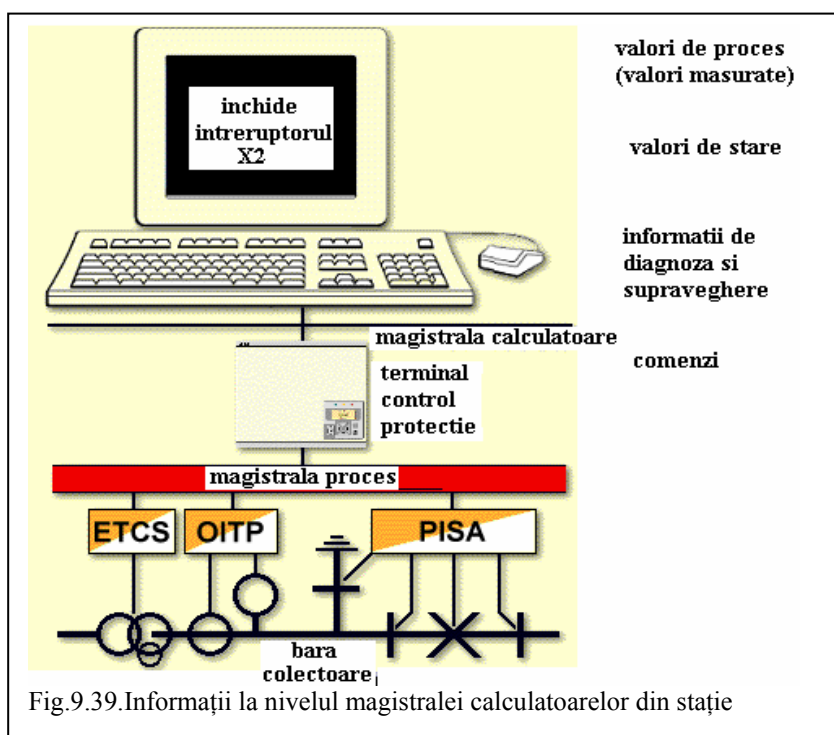 inchide
intreruptorul
X2
valori de proces
(valori masurate)
valori de stare
informatii de
diagnoza si
supraveghere
comenzi
magistrala calculatoare
terminal
control
protectie
magistrala proces
ETCS OITP PISA
bara
colectoare
Fig.9.39.Informații la nivelul magistralei calculatoarelor din stație